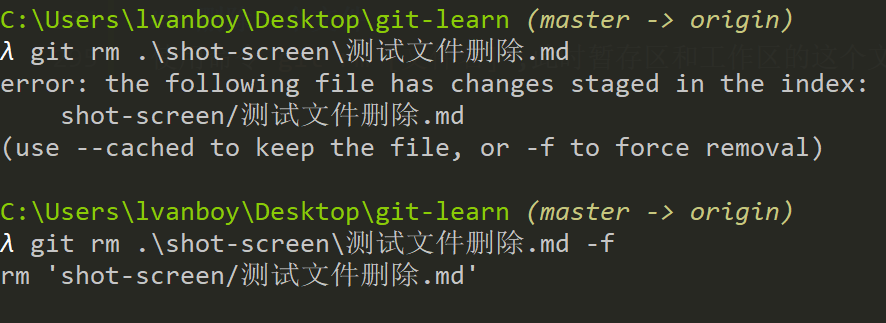 C:\Users\lvanboy\Desktop\git-learn (master -> origin)
λ git rm .\shot-screen\测试文件删除.md
error: the following file has changes staged in the index:
    shot-screen/测试文件删除.md
(use --cached to keep the file, or -f to force removal)

C:\Users\lvanboy\Desktop\git-learn (master -> origin)
λ git rm .\shot-screen\测试文件删除.md -f
rm 'shot-screen/测试文件删除.md'